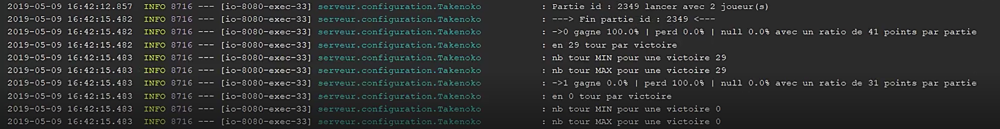 2019-05-09 16:42:12.857 INFO 8716 --- [io-8080-exec-33] serveur.configuration.Takenoko : Partie id : 2349 lancer avec 2 joueur(s)
2019-05-09 16:42:15.482 INFO 8716 --- [io-8080-exec-33] serveur.configuration.Takenoko : ---> Fin partie id : 2349 <---
2019-05-09 16:42:15.482 INFO 8716 --- [io-8080-exec-33] serveur.configuration.Takenoko : ->0 gagne 100.0% | perd 0.0% | null 0.0% avec un ratio de 41 points par partie
2019-05-09 16:42:15.482 INFO 8716 --- [io-8080-exec-33] serveur.configuration.Takenoko : en 29 tour par victoire
2019-05-09 16:42:15.483 INFO 8716 --- [io-8080-exec-33] serveur.configuration.Takenoko : nb tour MIN pour une victoire 29
2019-05-09 16:42:15.483 INFO 8716 --- [io-8080-exec-33] serveur.configuration.Takenoko : nb tour MAX pour une victoire 29
2019-05-09 16:42:15.483 INFO 8716 --- [io-8080-exec-33] serveur.configuration.Takenoko : ->1 gagne 0.0% | perd 100.0% | null 0.0% avec un ratio de 31 points par partie
2019-05-09 16:42:15.483 INFO 8716 --- [io-8080-exec-33] serveur.configuration.Takenoko : en 0 tour par victoire
2019-05-09 16:42:15.483 INFO 8716 --- [io-8080-exec-33] serveur.configuration.Takenoko : nb tour MIN pour une victoire 0
2019-05-09 16:42:15.483 INFO 8716 --- [io-8080-exec-33] serveur.configuration.Takenoko : nb tour MAX pour une victoire 0